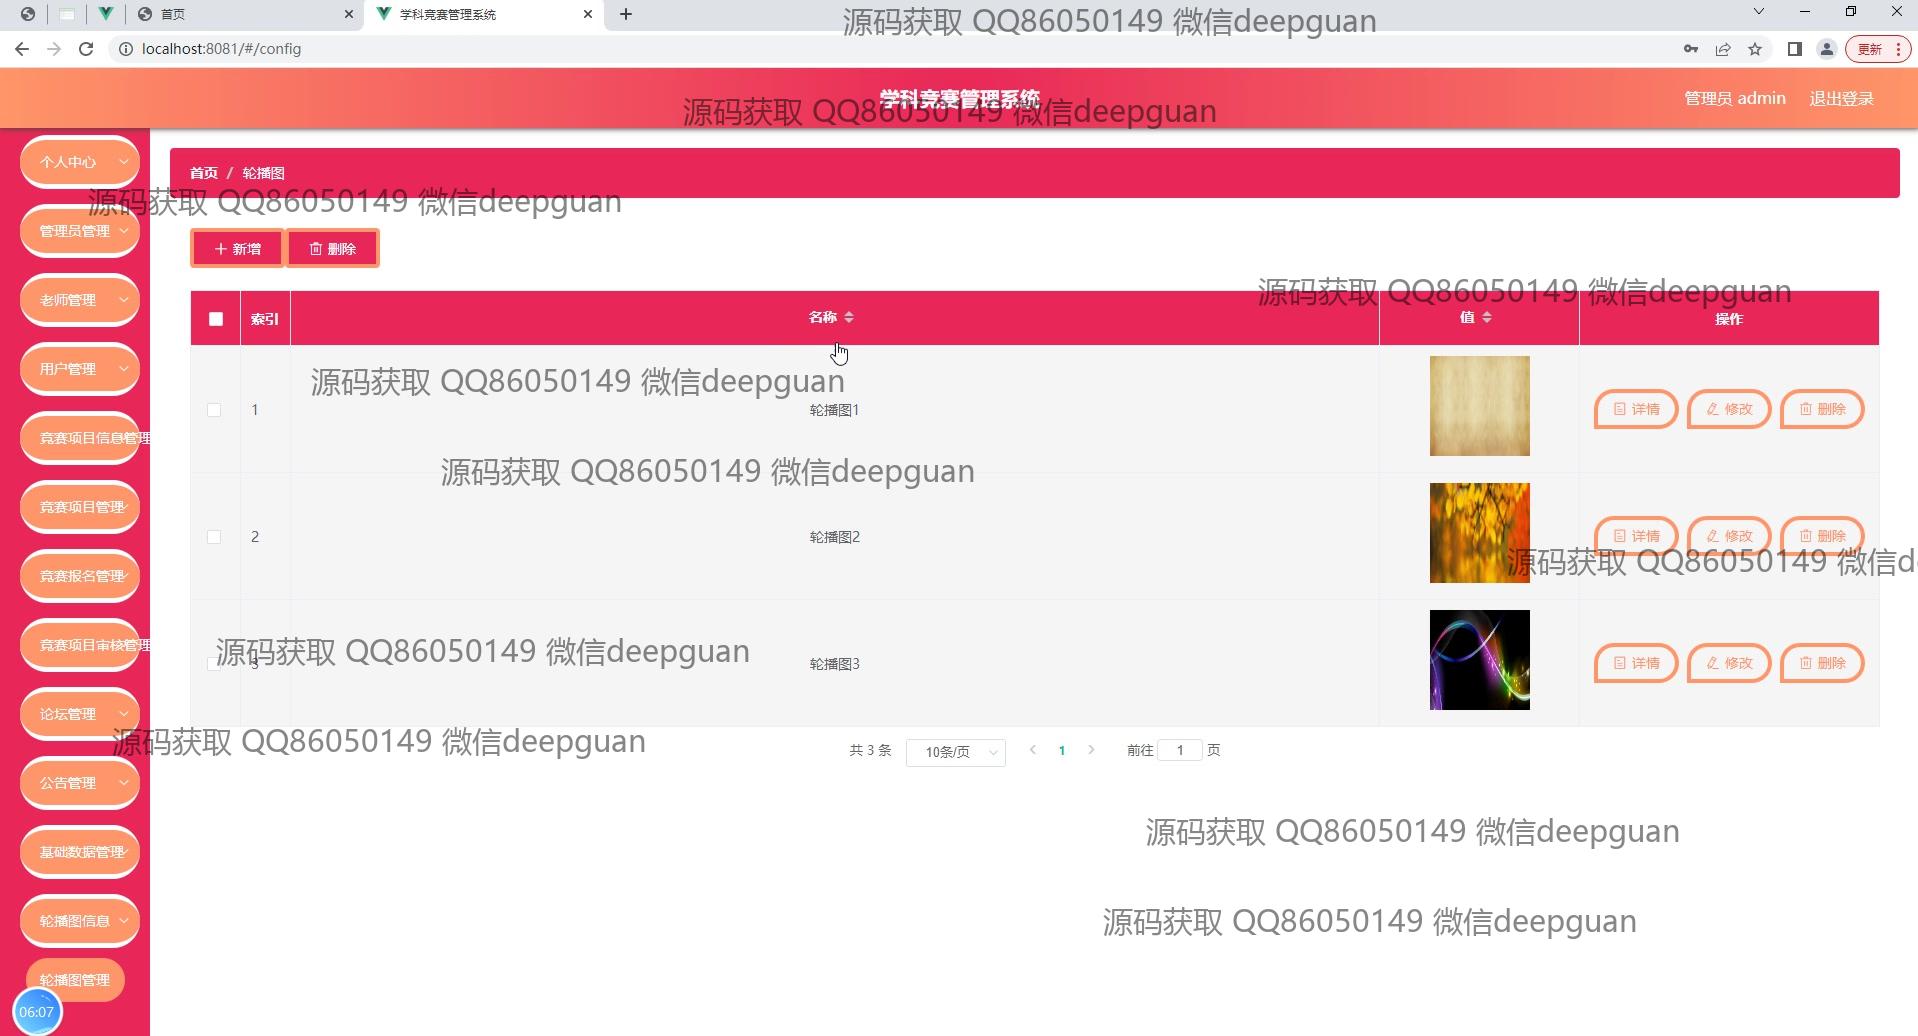 首页
学科竞赛管理系统
源码获取 QQ86050149 微信deepguan
localhost:8081/#/config
更新
学科竞赛管理系统
管理员 admin
退出登录
源码获取 QQ86050149 微信deepguan
个人中心
首页 / 轮播图
源码获取 QQ86050149 微信deepguan
管理员管理
新增
删除
源码获取 QQ86050149 微信deepguan
老师管理
索引
名称
值
操作
用户管理
源码获取 QQ86050149 微信deepguan
1
轮播图1
详情
修改
删除
竞赛项目信息管理
源码获取 QQ86050149 微信deepguan
竞赛项目管理
2
轮播图2
详情
修改
删除
源码获取 QQ86050149 微信d
竞赛报名管理
竞赛项目审核管理
源码获取 QQ86050149 微信deepguan
3
轮播图3
详情
修改
删除
论坛管理
源码获取 QQ86050149 微信deepguan
共 3 条
10条/页
1
前往 1 页
公告管理
源码获取 QQ86050149 微信deepguan
基础数据管理
轮播图信息
源码获取 QQ86050149 微信deepguan
轮播图管理
06:07